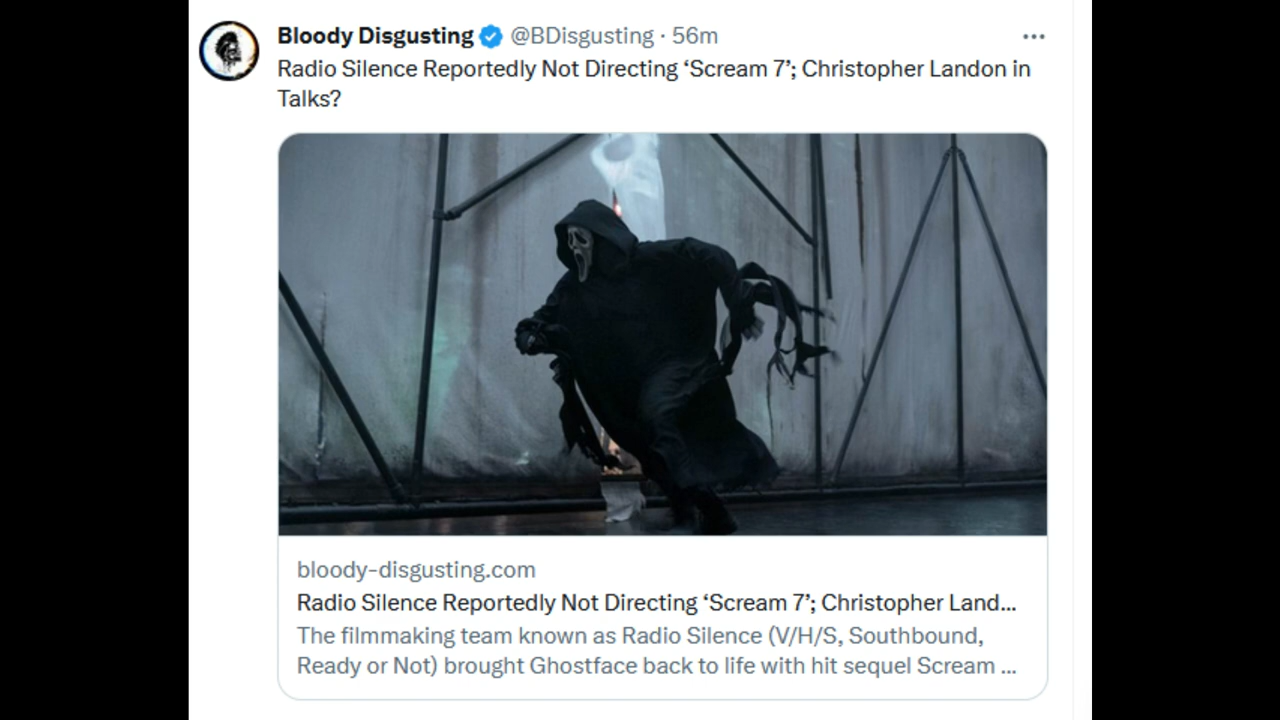 Bloody Disgusting @BDisgusting · 56m
Radio Silence Reportedly Not Directing ‘Scream 7’; Christopher Landon in
Talks?
bloody-disgusting.com
Radio Silence Reportedly Not Directing ‘Scream 7’; Christopher Land...
The filmmaking team known as Radio Silence (V/H/S, Southbound,
Ready or Not) brought Ghostface back to life with hit sequel Scream ...